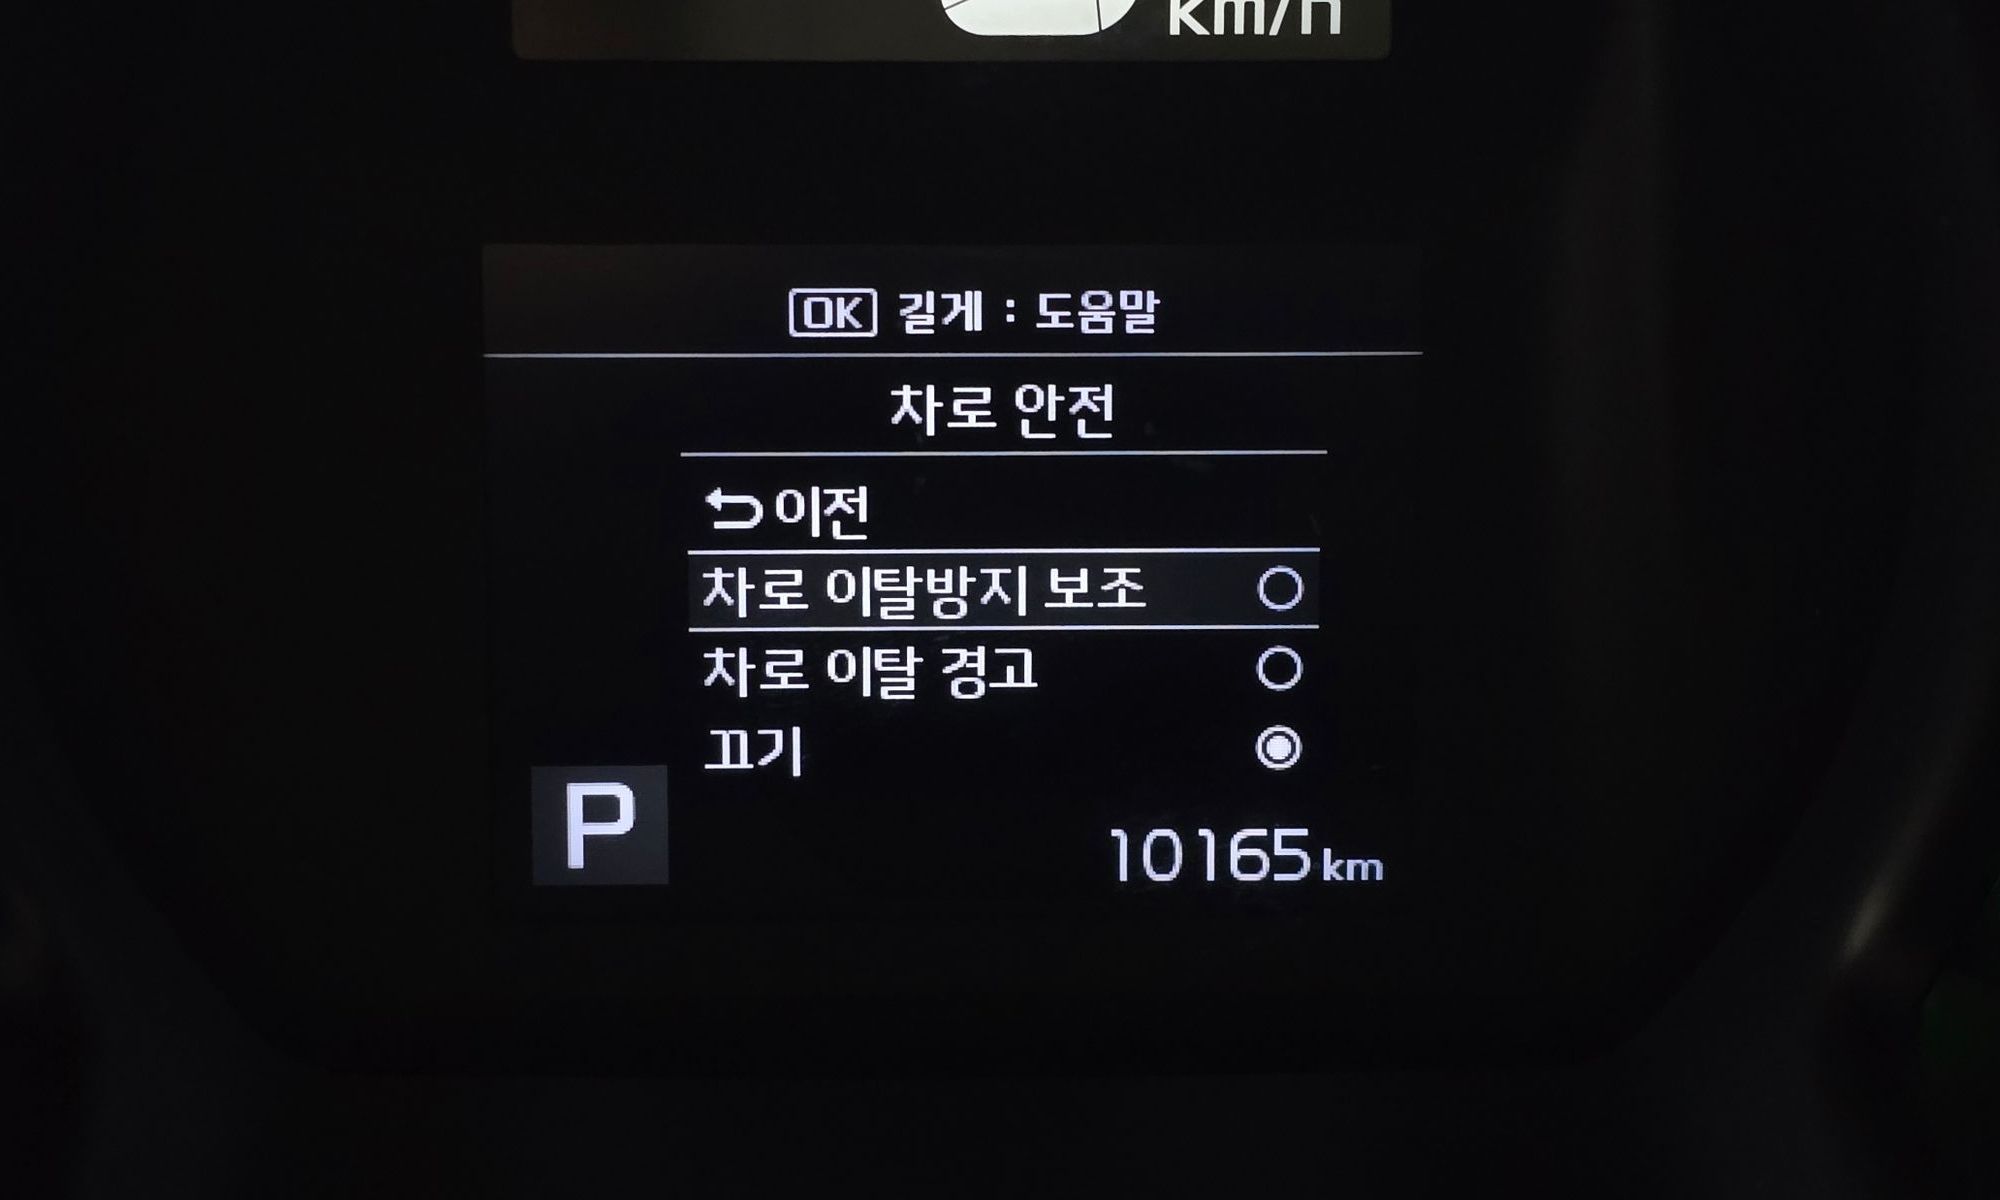 km/h
OK 길게 : 도움말
차로 안전
이전
차로 이탈방지 보조
차로 이탈 경고
끄기
P
10165 km